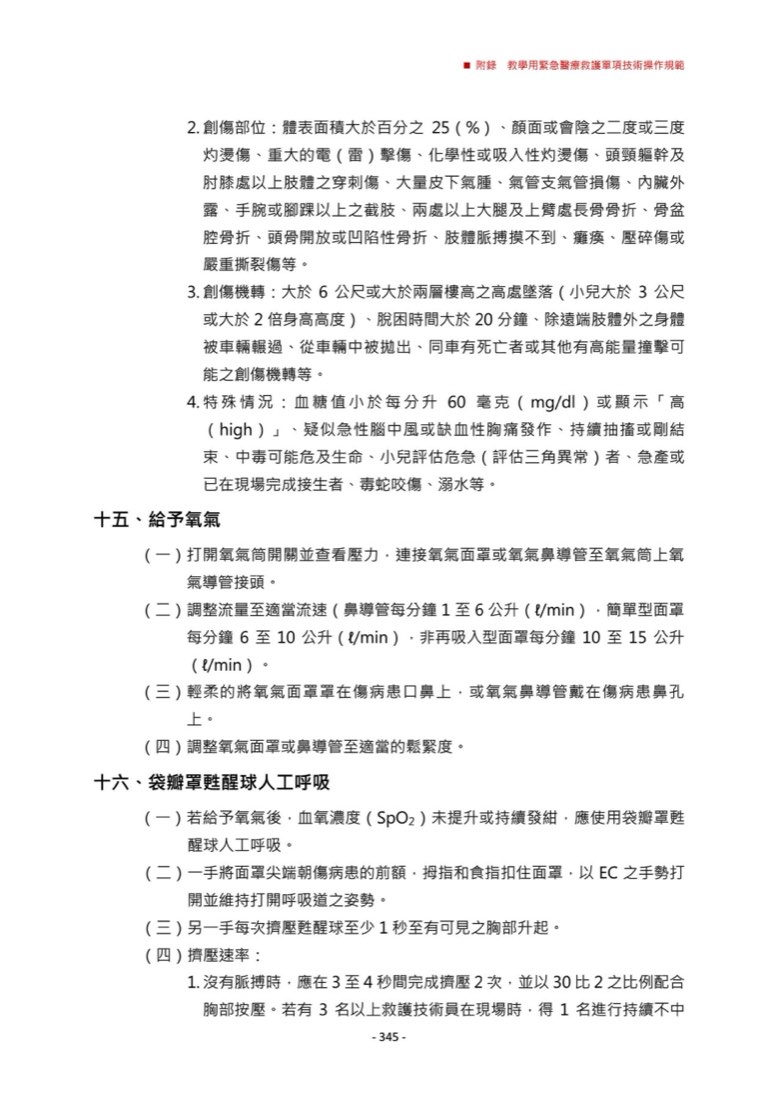 ■ 附錄　教學用緊急醫療救護單項技術操作規範
2. 創傷部位：體表面積大於百分之 25（%）、顏面或會陰之二度或三度
灼燙傷、重大的電（雷）擊傷、化學性或吸入性灼燙傷、頭頸軀幹及
肘膝處以上肢體之穿刺傷、大量皮下氣腫、氣管支氣管損傷、內臟外
露、手腕或腳踝以上之截肢、兩處以上大腿及上臂處長骨骨折、骨盆
腔骨折、頭骨開放或凹陷性骨折、肢體脈搏摸不到、癱瘓、壓碎傷或
嚴重撕裂傷等。
3. 創傷機轉：大於 6 公尺或大於兩層樓高之高處墜落（小兒大於 3 公尺
或大於 2 倍身高高度）、脫困時間大於 20 分鐘、除遠端肢體外之身體
被車輛輾過、從車輛中被拋出、同車有死亡者或其他有高能量撞擊可
能之創傷機轉等。
4. 特殊情況：血糖值小於每分升 60 毫克（mg/dl）或顯示「高
（high）」、疑似急性腦中風或缺血性胸痛發作、持續抽搐或剛結
束、中毒可能危及生命、小兒評估危急（評估三角異常）者、急產或
已在現場完成接生者、毒蛇咬傷、溺水等。
十五、給予氧氣
（一）打開氧氣筒開關並查看壓力，連接氧氣面罩或氧氣鼻導管至氧氣筒上氧
氣導管接頭。
（二）調整流量至適當流速（鼻導管每分鐘 1 至 6 公升（ℓ/min），簡單型面罩
每分鐘 6 至 10 公升（ℓ/min），非再吸入型面罩每分鐘 10 至 15 公升
（ℓ/min）。
（三）輕柔的將氧氣面罩罩在傷病患口鼻上，或氧氣鼻導管戴在傷病患鼻孔
上。
（四）調整氧氣面罩或鼻導管至適當的鬆緊度。
十六、袋瓣罩甦醒球人工呼吸
（一）若給予氧氣後，血氧濃度（SpO₂）未提升或持續發紺，應使用袋瓣罩甦
醒球人工呼吸。
（二）一手將面罩尖端朝傷病患的前額，拇指和食指扣住面罩，以 EC 之手勢打
開並維持打開呼吸道之姿勢。
（三）另一手每次擠壓甦醒球至少 1 秒至有可見之胸部升起。
（四）擠壓速率：
1. 沒有脈搏時，應在 3 至 4 秒間完成擠壓 2 次，並以 30 比 2 之比例配合
胸部按壓。若有 3 名以上救護技術員在現場時，得 1 名進行持續不中
- 345 -